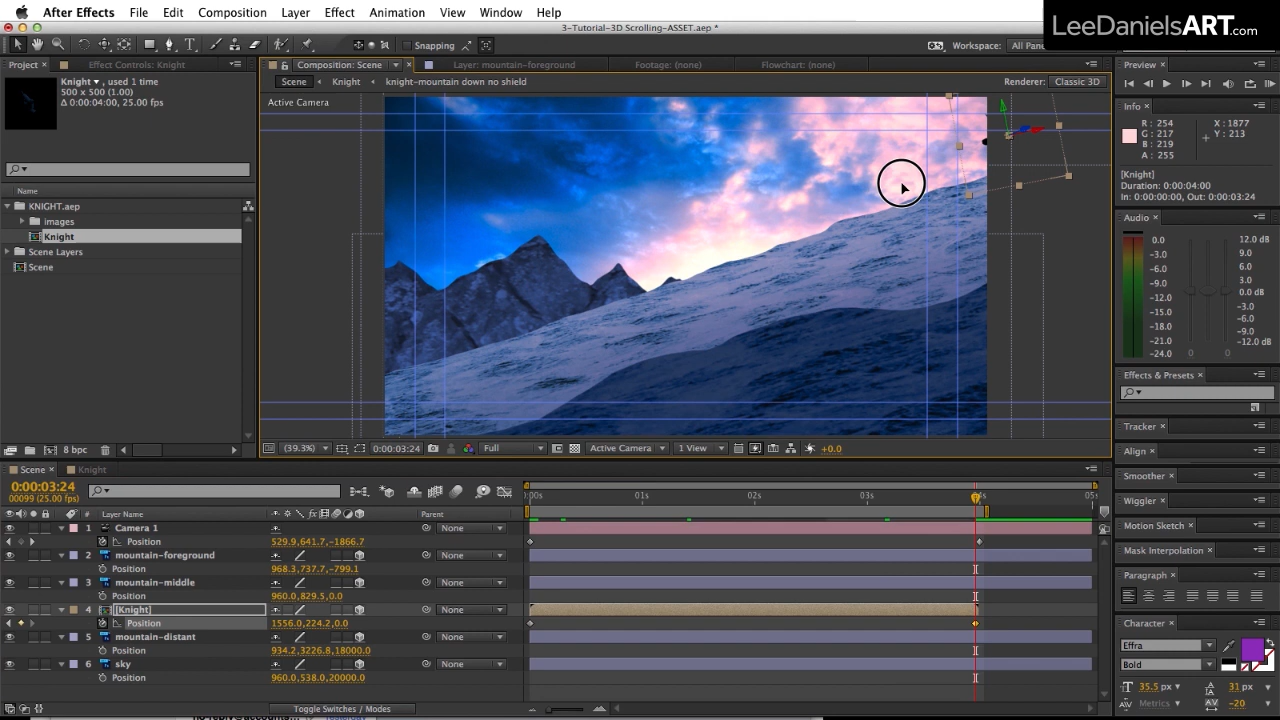 After Effects File Edit Composition Layer Effect Animation View Window Help
LeeDanielsART.com
3-Tutorial-3D Scrolling-ASSET.aep *
Snapping
Workspace: All Pan
Project Effect Controls: Knight
Composition: Scene Layer: mountain-foreground Footage: (none) Flowchart: (none)
Preview
Knight , used 1 time
500 x 500 (1.00)
Δ 0:00:04:00, 25.00 fps
Scene Knight knight-mountain down no shield
Renderer: Classic 3D
Active Camera
Info
R: 254
G: 217
B: 219
A: 255
X: 1877
Y: 213
[Knight]
Duration: 0:00:04:00
In: 0:00:00:00, Out: 0:00:03:24
Name
KNIGHT.aep
images
Knight
Scene Layers
Scene
Audio
0.0
-3.0
-6.0
-9.0
-12.0
-15.0
-18.0
-21.0
-24.0
12.0 dB
9.0
6.0
3.0
0.0 dB
-3.0
-6.0
-9.0
-12.0 dB
0
0
Effects & Presets
Tracker
Align
Smoother
Wiggler
Motion Sketch
Mask Interpolation
Paragraph
Character
8 bpc
(39.3%) 0:00:03:24 Full Active Camera 1 View +0.0
Scene Knight
0:00:03:24
00099 (25.00 fps)
:00s 01s 02s 03s 4s 05s
# Layer Name Parent
1 Camera 1 None
Position 529.9,641.7,-1866.7
2 mountain-foreground None
Position 968.3,737.7,-799.1
3 mountain-middle None
Position 960.0,829.5,0.0
4 [Knight] None
Position 1556.0,224.2,0.0
5 mountain-distant None
Position 934.2,3226.8,18000.0
6 sky None
Position 960.0,538.0,20000.0
Toggle Switches / Modes
Effra
Bold
35.5 px 31 px
Metrics -20